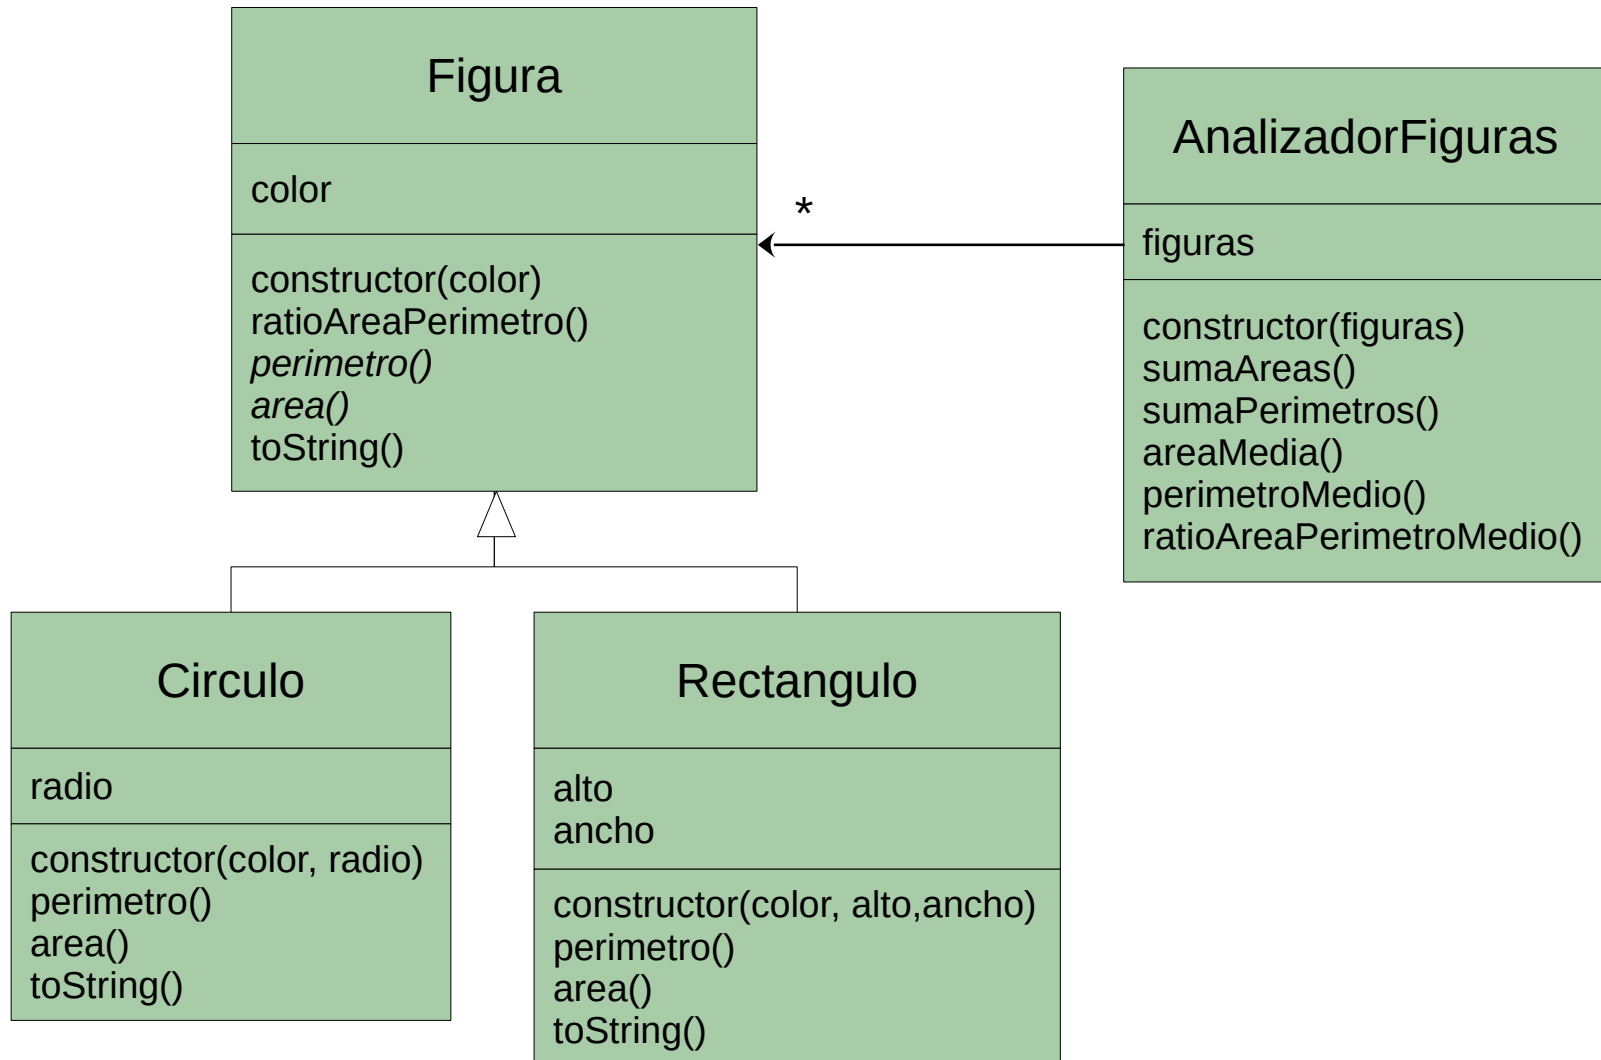 Figura
color
constructor(color)
ratioAreaPerimetro()
perimetro()
area()
toString()
*
AnalizadorFiguras
figuras
constructor(figuras)
sumaAreas()
sumaPerimetros()
areaMedia()
perimetroMedio()
ratioAreaPerimetroMedio()
Circulo
radio
constructor(color, radio)
perimetro()
area()
toString()
Rectangulo
alto
ancho
constructor(color, alto,ancho)
perimetro()
area()
toString()